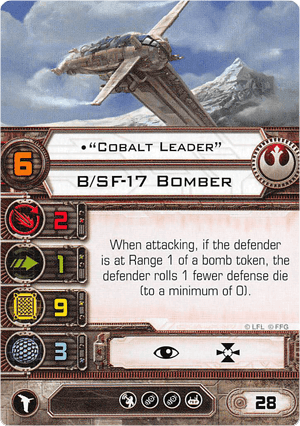 •"Cobalt Leader"
6
B/SF-17 Bomber
2
1
9
3
When attacking, if the defender
is at Range 1 of a bomb token, the
defender rolls 1 fewer defense die
(to a minimum of 0).
© LFL © FFG
28